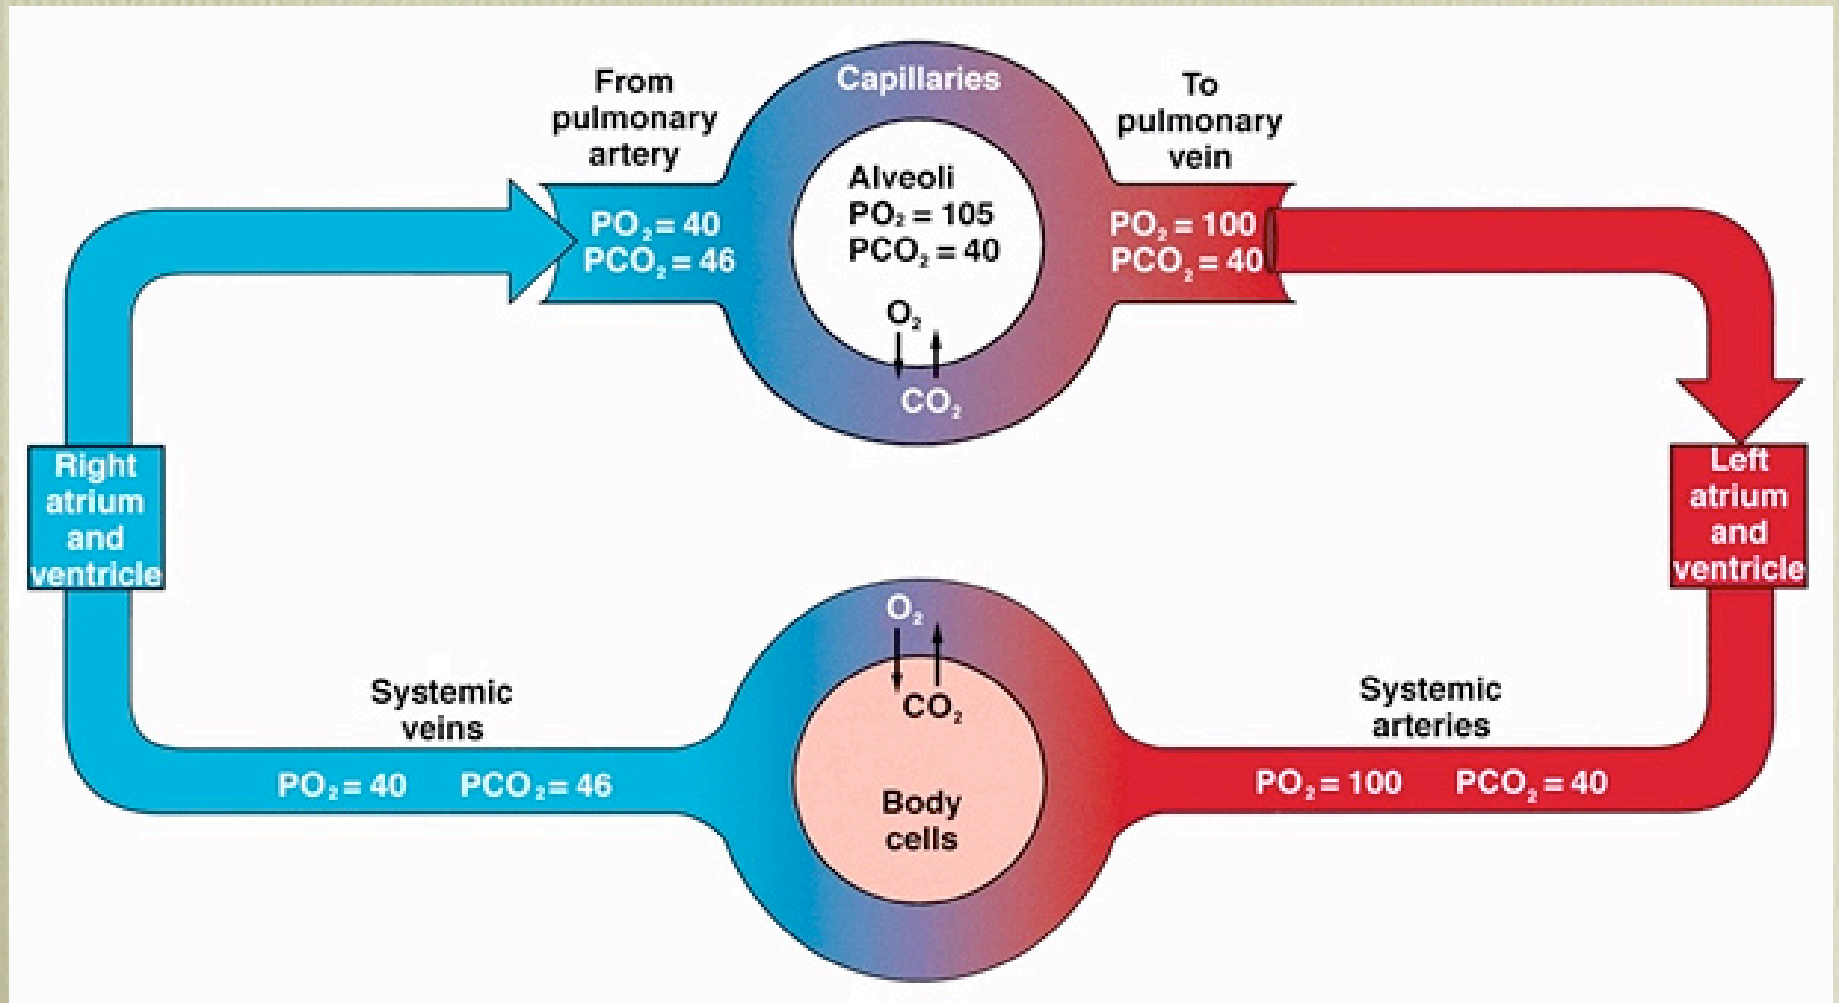 Capillaries
From
pulmonary
artery
To
pulmonary
vein
PO₂ = 40
PCO₂ = 46
Alveoli
PO₂ = 105
PCO₂ = 40
PO₂ = 100
PCO₂ = 40
O₂
CO₂
Right
atrium
and
ventricle
Left
atrium
and
ventricle
O₂
CO₂
Body
cells
Systemic
veins
PO₂ = 40 PCO₂ = 46
Systemic
arteries
PO₂ = 100 PCO₂ = 40